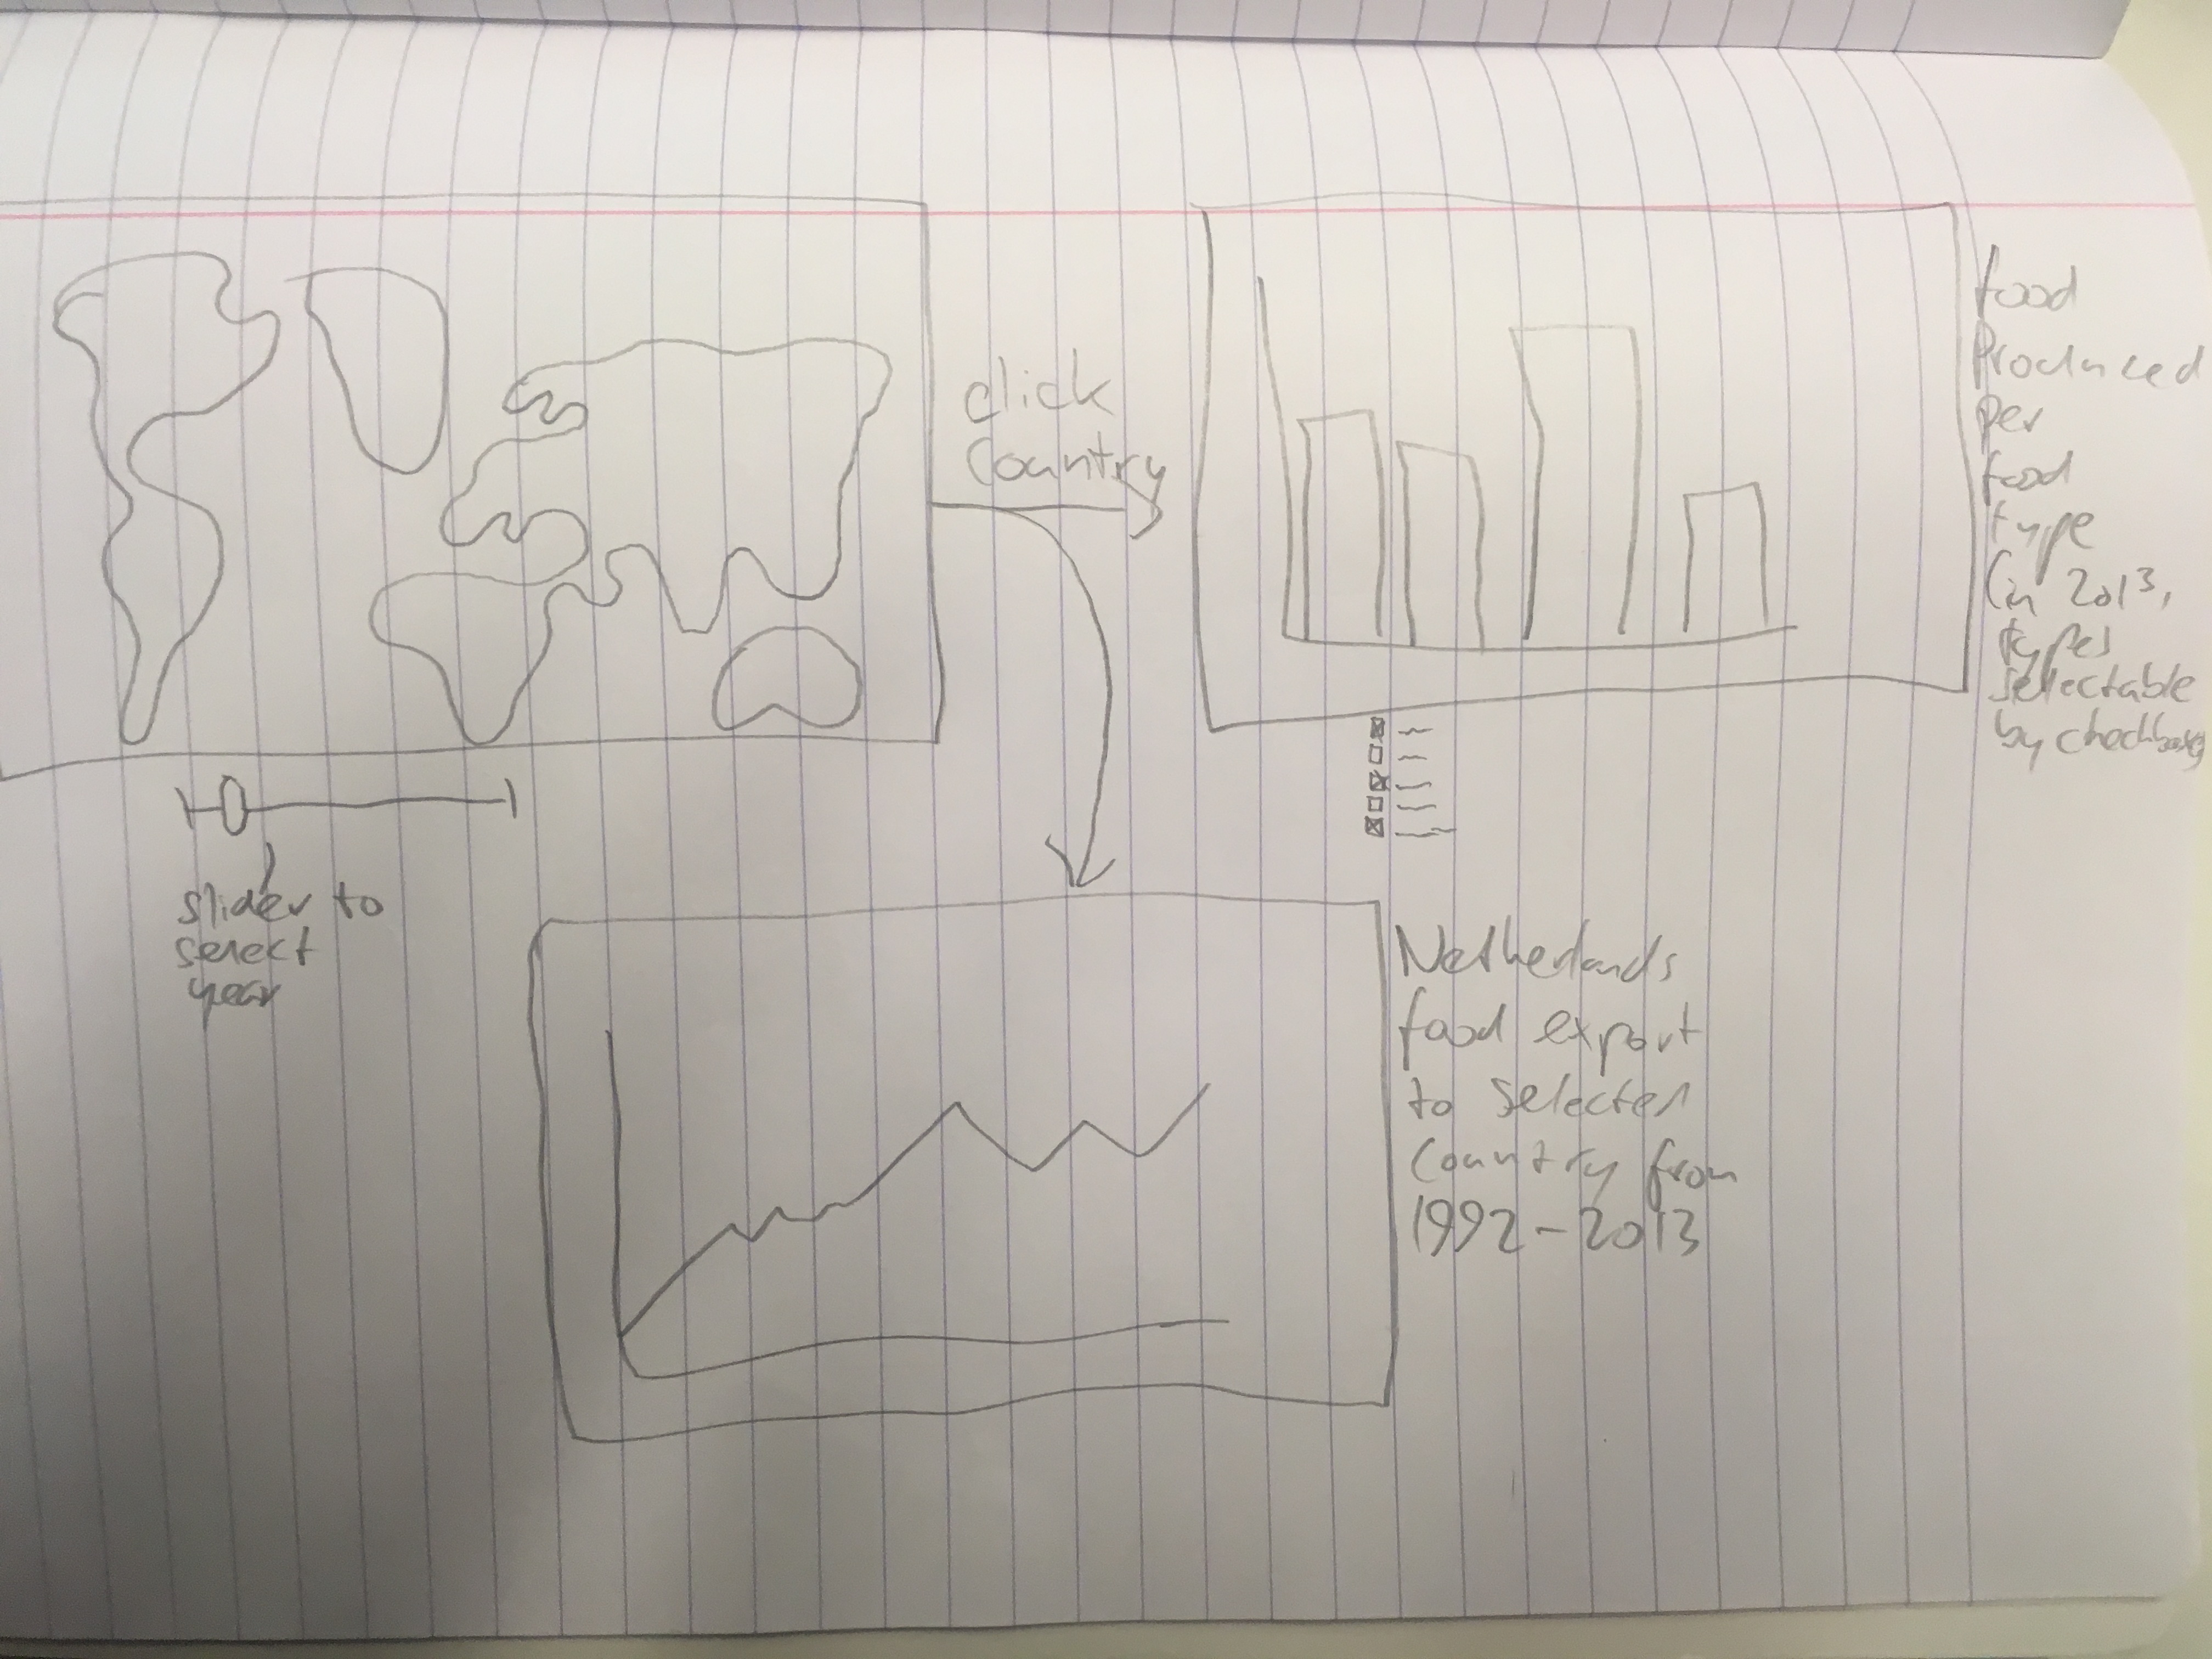 Click
Country
food
Produced
per
food
type
(in 2013,
types
selectable
by checkbox
Slider to
select
year
Netherlands
food export
to selected
Country from
1992-2013